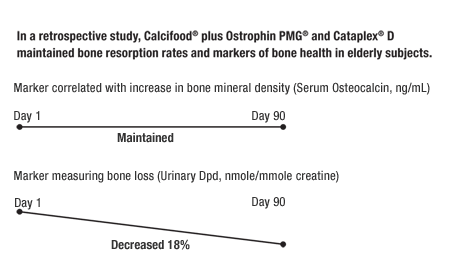 In a retrospective study, Calcifood® plus Ostrophin PMG® and Cataplex® D
maintained bone resorption rates and markers of bone health in elderly subjects.
Marker correlated with increase in bone mineral density (Serum Osteocalcin, ng/mL)
Day 1 Day 90
Maintained
Marker measuring bone loss (Urinary Dpd, nmole/mmole creatine)
Day 1 Day 90
Decreased 18%